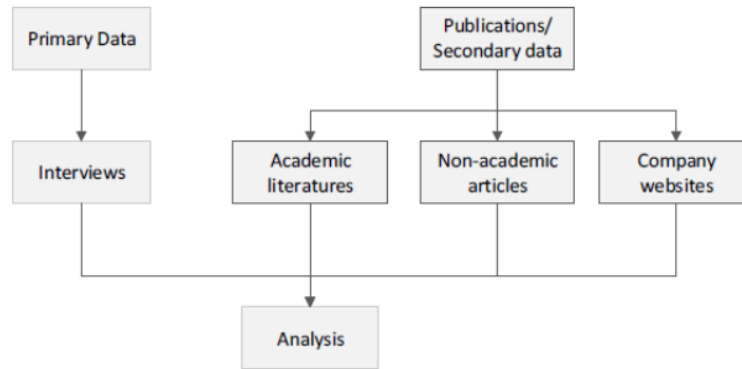 Primary Data
Publications/
Secondary data
Interviews
Academic
literatures
Non-academic
articles
Company
websites
Analysis